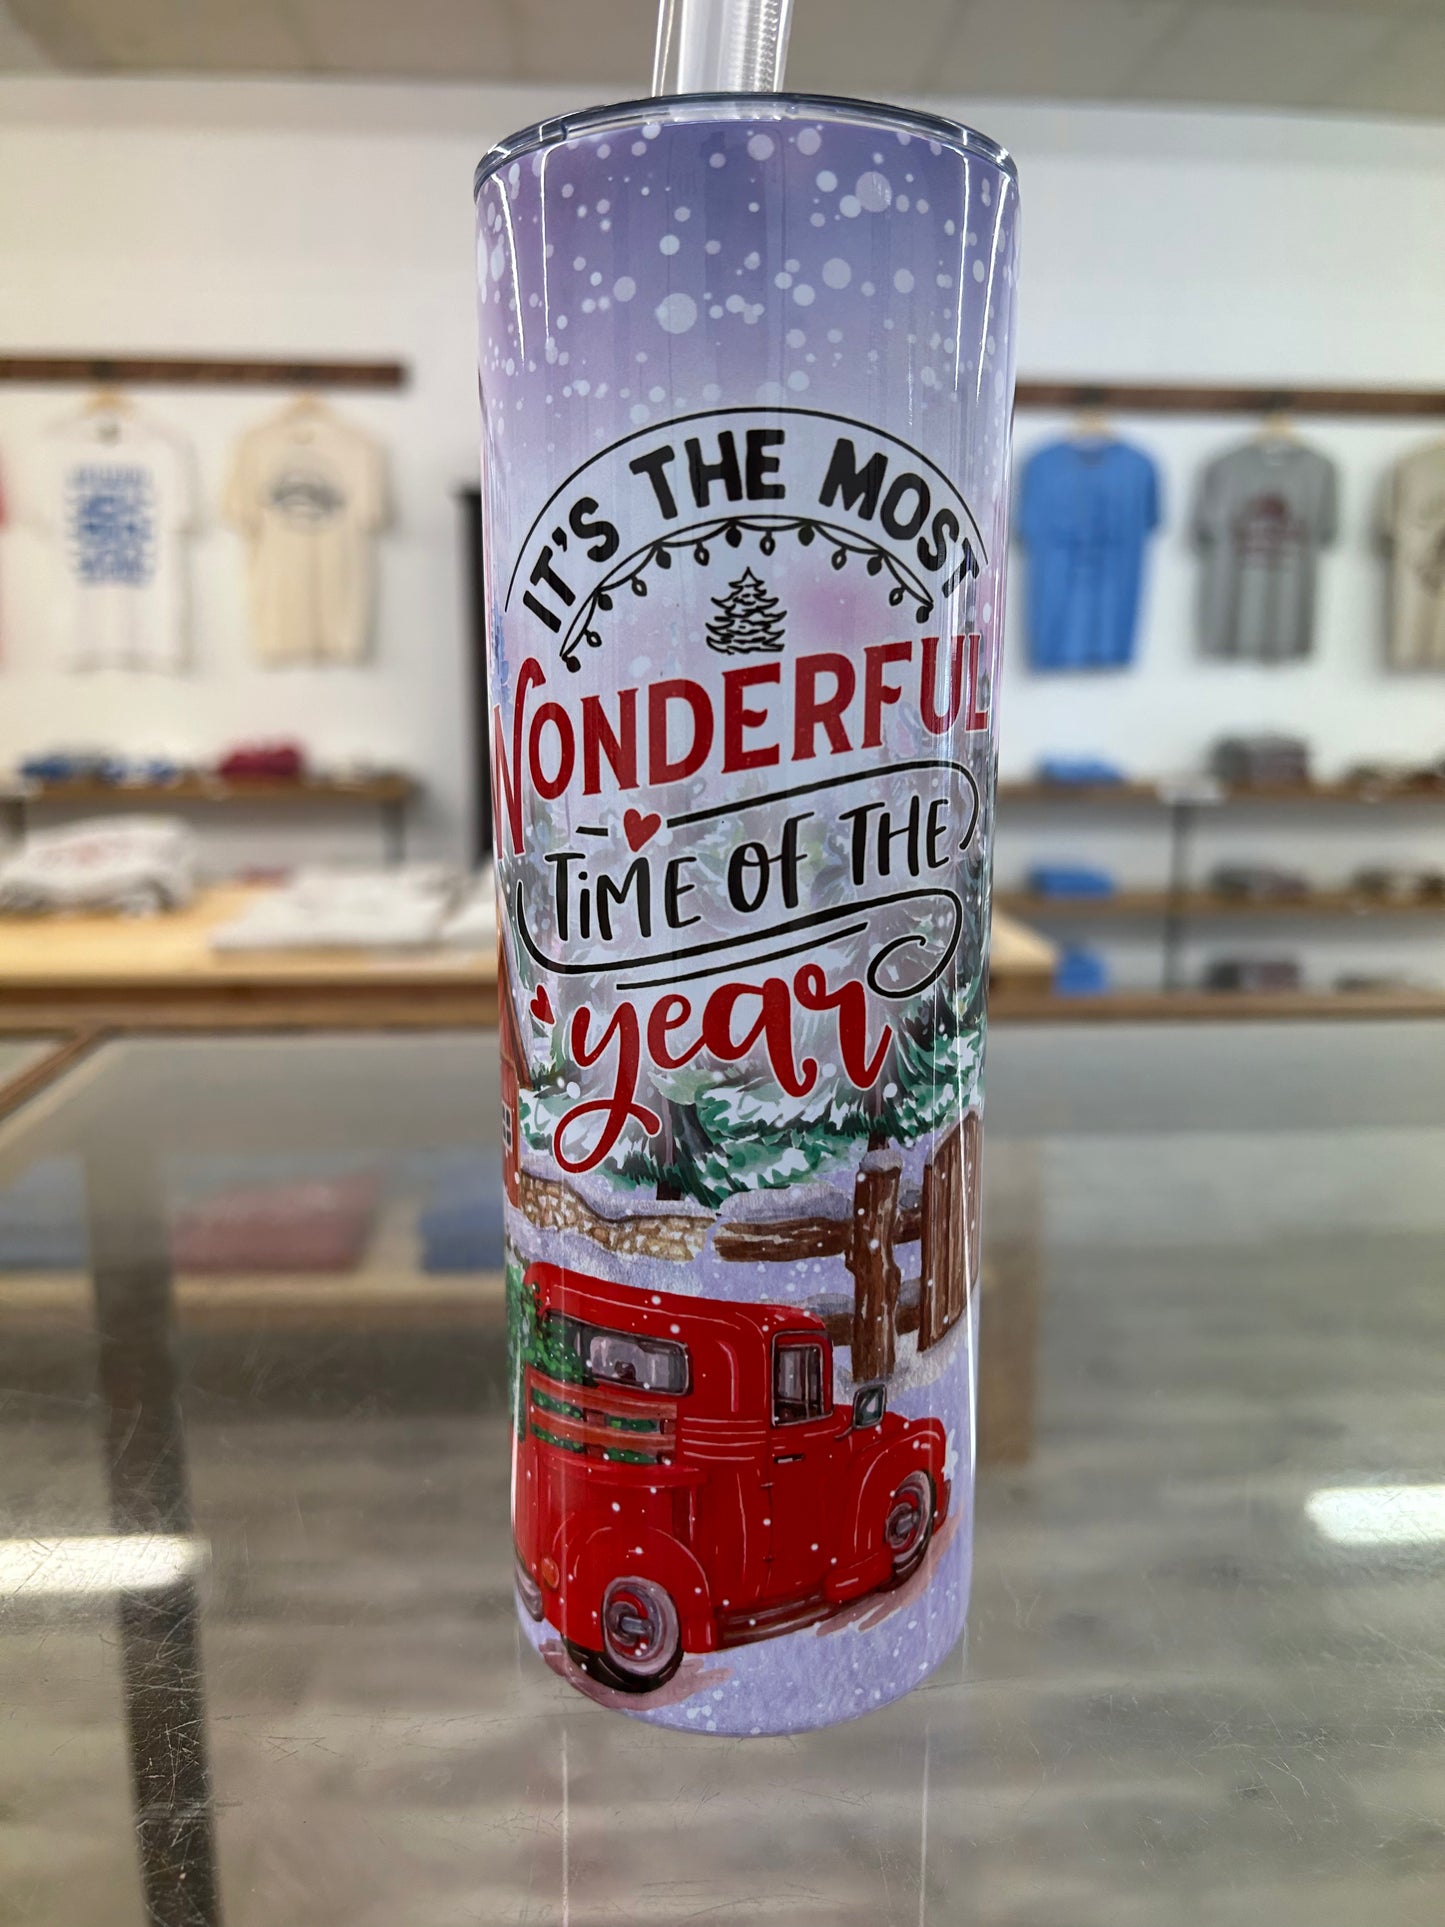 IT'S THE MOST
WONDERFUL
TIME OF THE
year